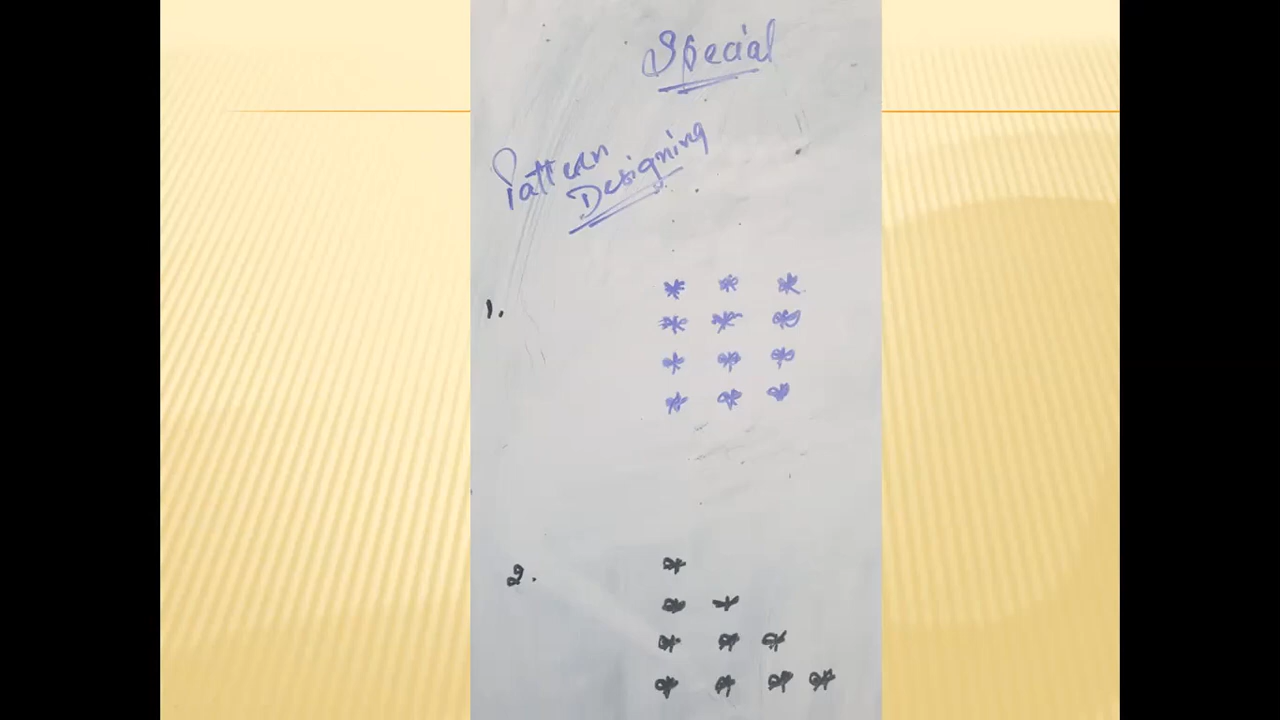 Special
Pattern
Designing
1.
* * *
* * *
* * *
* * *
2.
*
* *
* * *
* * * *